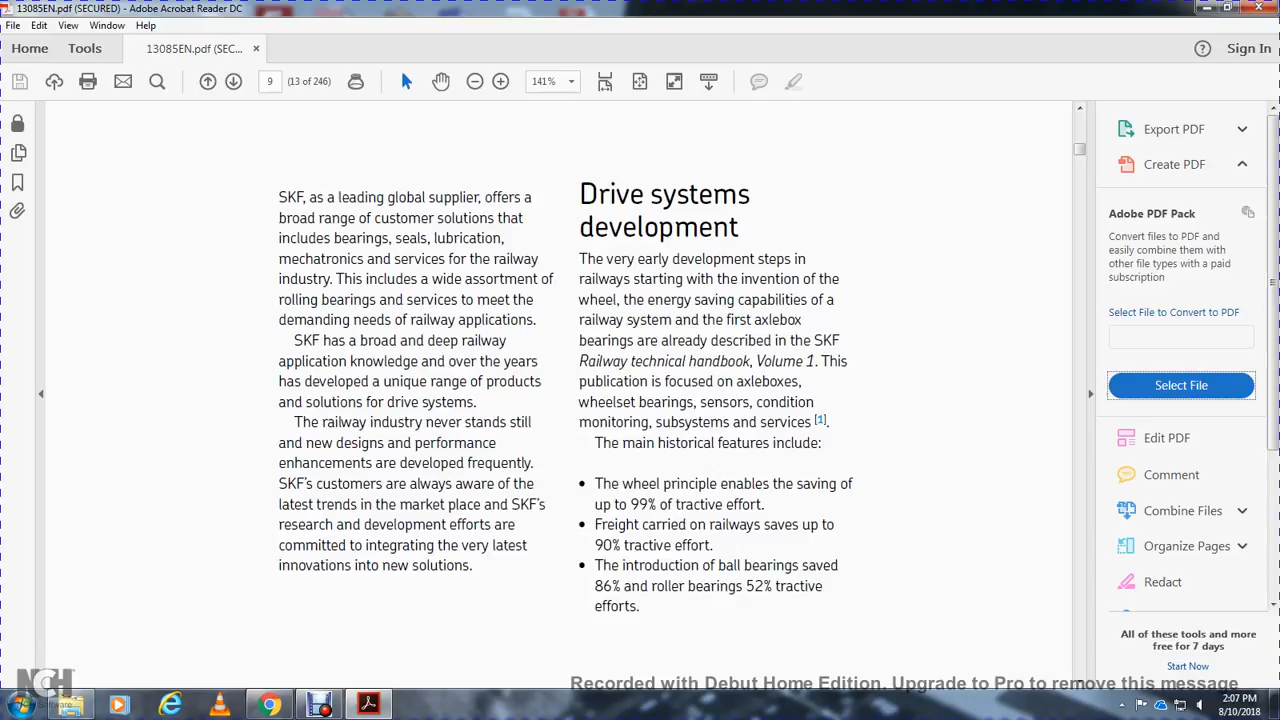 13085EN.pdf (SECURED) - Adobe Acrobat Reader DC
File Edit View Window Help
Home Tools 13085EN.pdf (SEC... × Sign In
9 (13 of 246) 141%
SKF, as a leading global supplier, offers a
broad range of customer solutions that
includes bearings, seals, lubrication,
mechatronics and services for the railway
industry. This includes a wide assortment of
rolling bearings and services to meet the
demanding needs of railway applications.
SKF has a broad and deep railway
application knowledge and over the years
has developed a unique range of products
and solutions for drive systems.
The railway industry never stands still
and new designs and performance
enhancements are developed frequently.
SKF's customers are always aware of the
latest trends in the market place and SKF's
research and development efforts are
committed to integrating the very latest
innovations into new solutions.
Drive systems
development
The very early development steps in
railways starting with the invention of the
wheel, the energy saving capabilities of a
railway system and the first axlebox
bearings are already described in the SKF
Railway technical handbook, Volume 1. This
publication is focused on axleboxes,
wheelset bearings, sensors, condition
monitoring, subsystems and services [1].
The main historical features include:
• The wheel principle enables the saving of
up to 99% of tractive effort.
• Freight carried on railways saves up to
90% tractive effort.
• The introduction of ball bearings saved
86% and roller bearings 52% tractive
efforts.
Export PDF
Create PDF
Adobe PDF Pack
Convert files to PDF and
easily combine them with
other file types with a paid
subscription
Select File to Convert to PDF
Select File
Edit PDF
Comment
Combine Files
Organize Pages
Redact
All of these tools and more
free for 7 days
Start Now
NCH
Software
Recorded with Debut Home Edition. Upgrade to Pro to remove this message
2:07 PM
8/10/2018